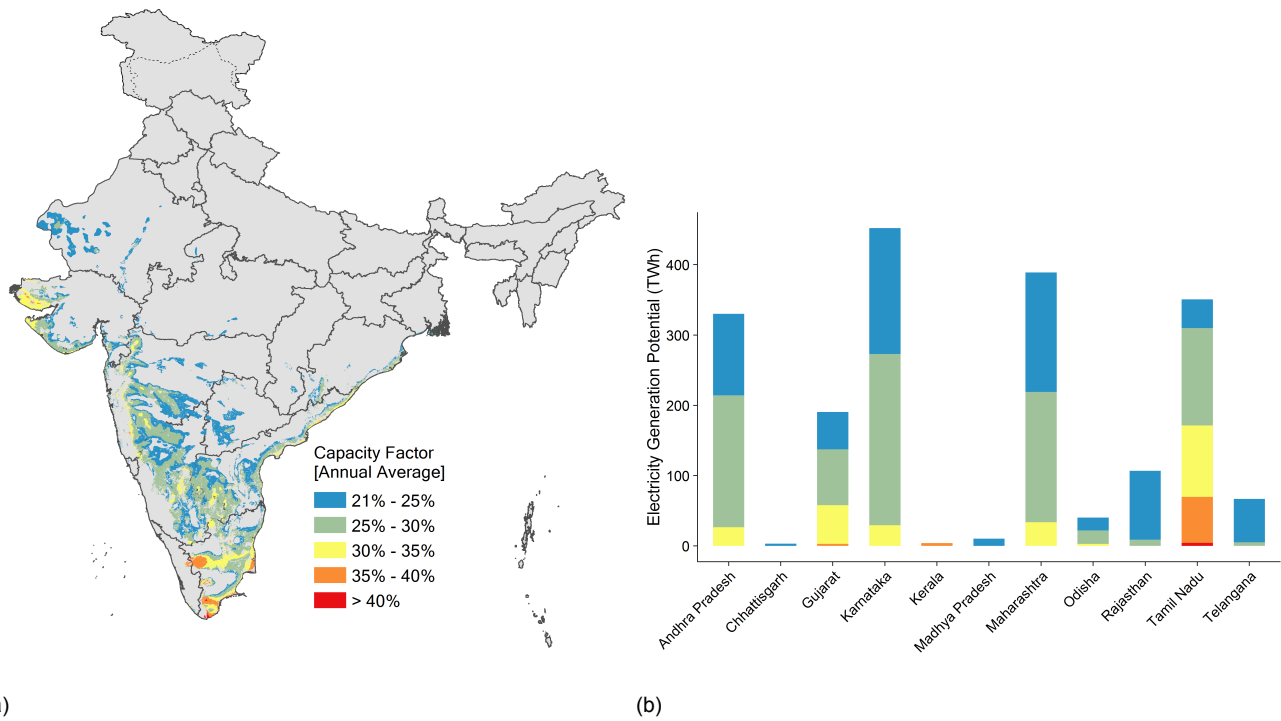 Capacity Factor
[Annual Average]
21% - 25%
25% - 30%
30% - 35%
35% - 40%
> 40%
)
Electricity Generation Potential (TWh)
400
300
200
100
0
Andhra Pradesh
Chhattisgarh
Gujarat
Karnataka
Kerala
Madhya Pradesh
Maharashtra
Odisha
Rajasthan
Tamil Nadu
Telangana
(b)